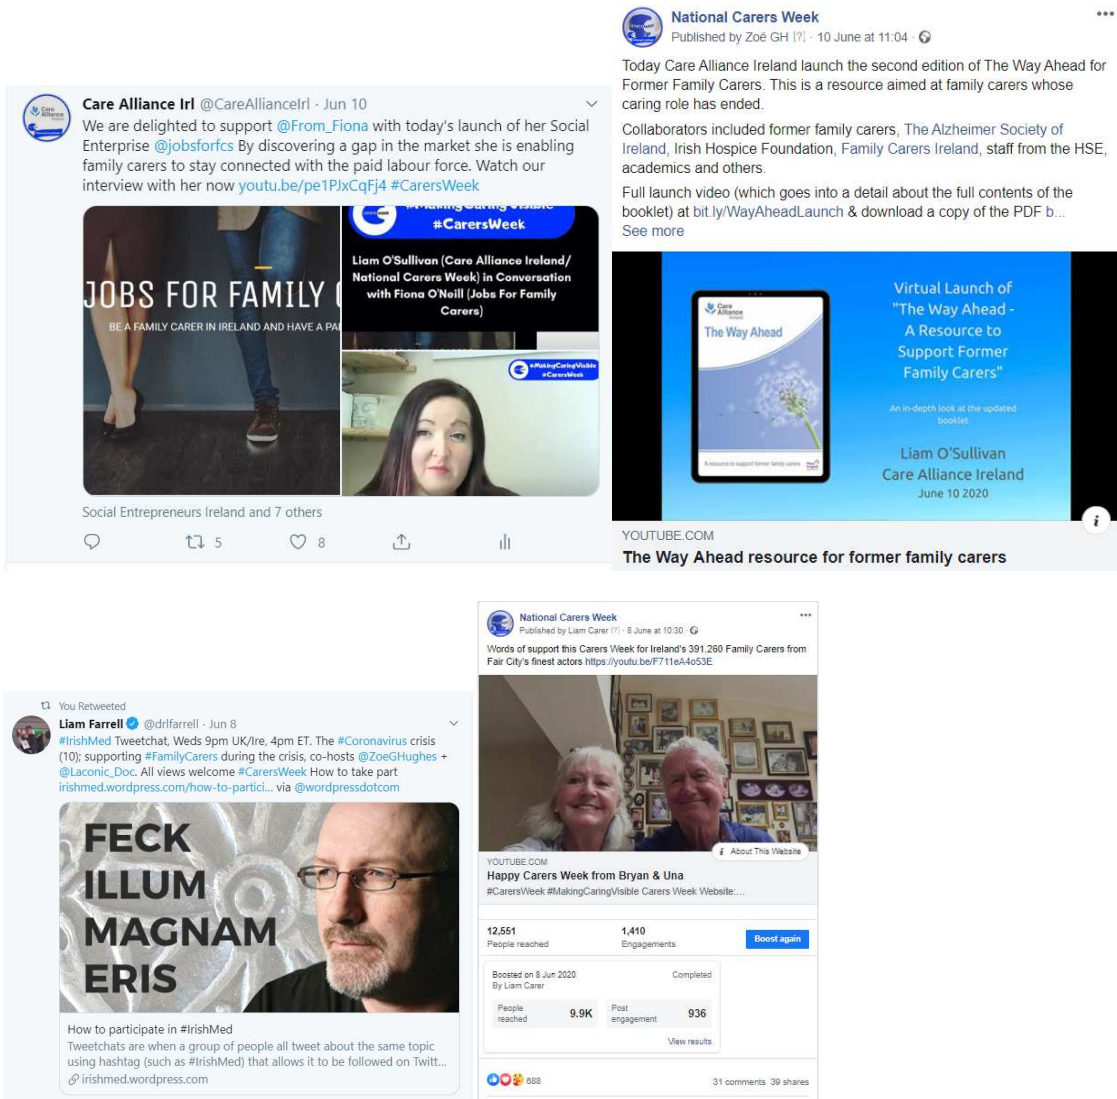 Care Alliance Irl @CareAllianceIrl · Jun 10
We are delighted to support @From_Fiona with today's launch of her Social
Enterprise @jobsforfcs By discovering a gap in the market she is enabling
family carers to stay connected with the paid labour force. Watch our
interview with her now youtu.be/pe1PJxCqFj4 #CarersWeek
JOBS FOR FAMILY
BE A FAMILY CARER IN IRELAND AND HAVE A PAI
#MakingCaring Visible
#CarersWeek
Liam O'Sullivan (Care Alliance Ireland/
National Carers Week) in Conversation
with Fiona O'Neill (Jobs For Family
Carers)
#MakingCaringVisible
#CarersWeek
Social Entrepreneurs Ireland and 7 others
5
8
National Carers Week
Published by Zoë GH [?] · 10 June at 11:04 ·
Today Care Alliance Ireland launch the second edition of The Way Ahead for
Former Family Carers. This is a resource aimed at family carers whose
caring role has ended.
Collaborators included former family carers, The Alzheimer Society of
Ireland, Irish Hospice Foundation, Family Carers Ireland, staff from the HSE,
academics and others.
Full launch video (which goes into a detail about the full contents of the
booklet) at bit.ly/WayAheadLaunch & download a copy of the PDF b...
See more
Care
Alliance
The Way Ahead
A resource to support former family carers
Virtual Launch of
"The Way Ahead -
A Resource to
Support Former
Family Carers"
An in-depth look at the updated
booklet
Liam O'Sullivan
Care Alliance Ireland
June 10 2020
YOUTUBE.COM
The Way Ahead resource for former family carers
You Retweeted
Liam Farrell @drlfarrell · Jun 8
#IrishMed Tweetchat, Weds 9pm UK/Ire, 4pm ET. The #Coronavirus crisis
(10); supporting #FamilyCarers during the crisis, co-hosts @ZoeGHughes +
@Laconic_Doc. All views welcome #CarersWeek How to take part
irishmed.wordpress.com/how-to-partici... via @wordpressdotcom
FECK
ILLUM
MAGNAM
ERIS
How to participate in #IrishMed
Tweetchats are when a group of people all tweet about the same topic
using hashtag (such as #IrishMed) that allows it to be followed on Twitt...
irishmed.wordpress.com
National Carers Week
Published by Liam Carer [?] · 8 June at 10:30 ·
Words of support this Carers Week for Ireland's 391,260 Family Carers from
Fair City's finest actors https://youtu.be/F711eA4o53E
About This Website
YOUTUBE.COM
Happy Carers Week from Bryan & Una
#CarersWeek #MakingCaringVisible Carers Week Website:...
12,551
People reached
1,410
Engagements
Boost again
Boosted on 8 Jun 2020
By Liam Carer
Completed
People
reached
9.9K
Post
engagement
936
View results
688
31 comments 39 shares